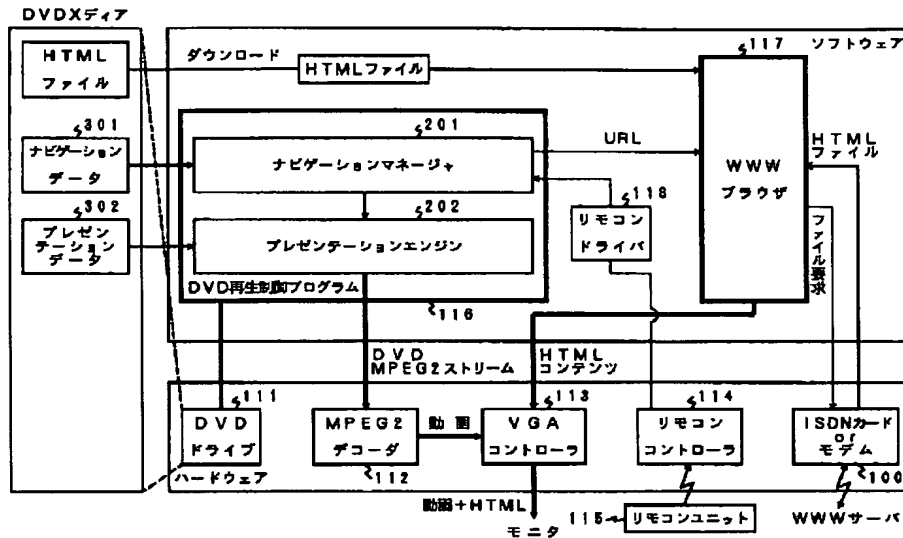 DVDXディア
HTML
ファイル
ダウンロード
HTMLファイル
117
ソフトウェア
301
ナビゲーション
データ
201
ナビゲーションマネージャ
URL
WWW
ブラウザ
HTML
ファイル
302
プレゼン
テーション
データ
202
プレゼンテーションエンジン
118
リモコン
ドライバ
ファイル要求
DVD再生制御プログラム
116
DVD
MPEG2ストリーム
HTML
コンテンツ
111
DVD
ドライブ
MPEG2
デコーダ
112
動画
113
VGA
コントローラ
114
リモコン
コントローラ
ISDNカード
or
モデム
100
ハードウェア
動画+HTML
モニタ
115
リモコンユニット
WWWサーバ